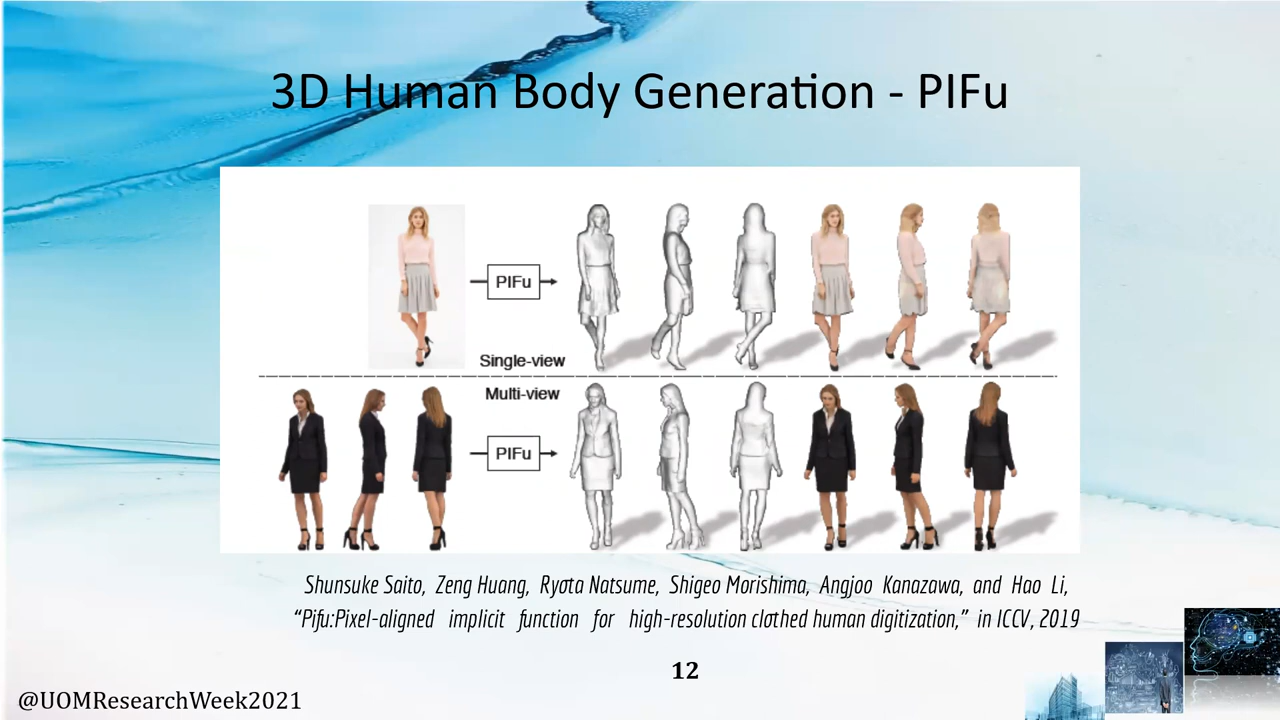 3D Human Body Generation - PIFu
PIFu
Single-view
Multi-view
PIFu
Shunsuke Saito, Zeng Huang, Ryota Natsume, Shigeo Morishima, Angjoo Kanazawa, and Hao Li,
“Pifu:Pixel-aligned implicit function for high-resolution clothed human digitization,” in ICCV, 2019
12
@UOMResearchWeek2021